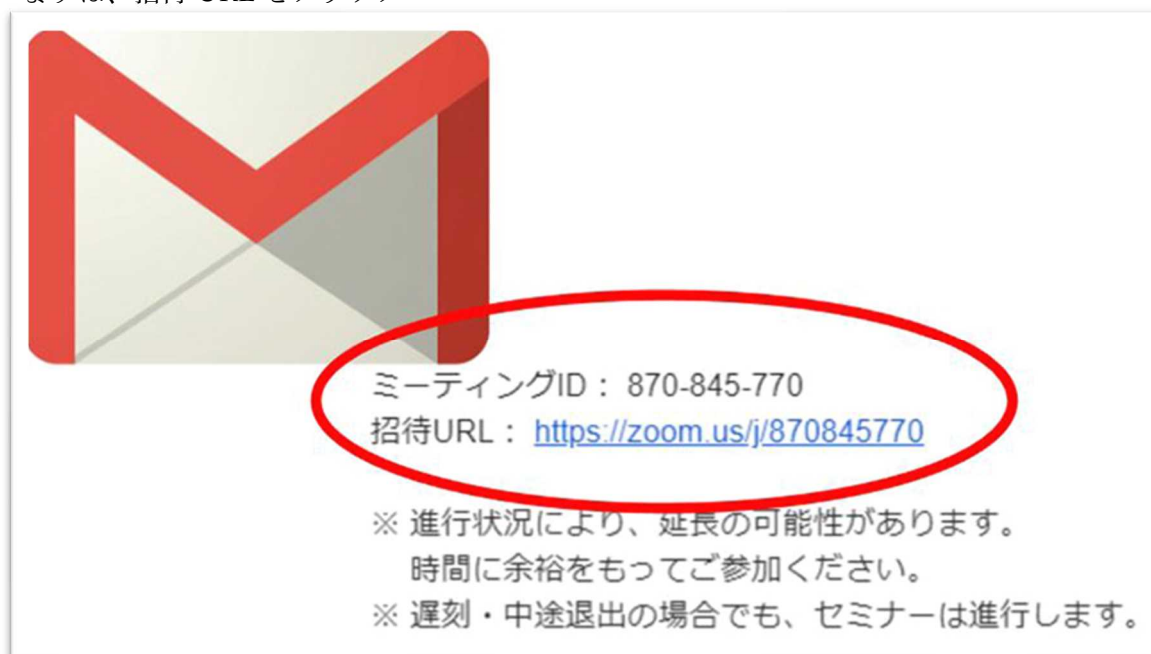 ミーティングID： 870-845-770
招待URL： https://zoom.us/j/870845770
※ 進行状況により、延長の可能性があります。
時間に余裕をもってご参加ください。
※ 遅刻・中途退出の場合でも、セミナーは進行します。